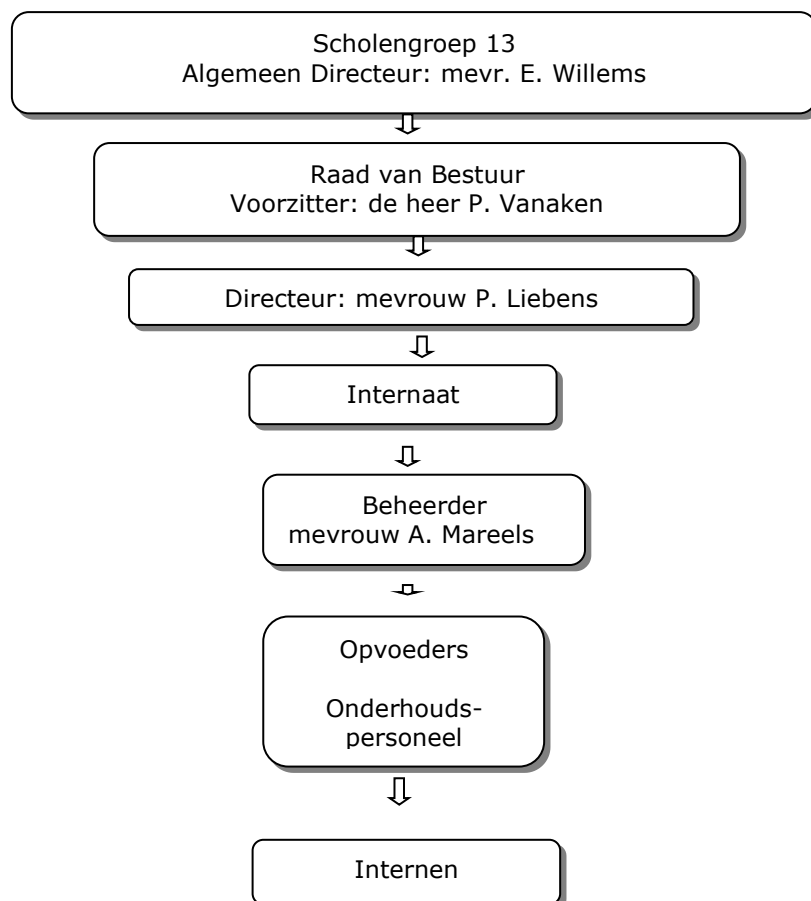 Scholengroep 13
Algemeen Directeur: mevr. E. Willems
Raad van Bestuur
Voorzitter: de heer P. Vanaken
Directeur: mevrouw P. Liebens
Internaat
Beheerder
mevrouw A. Mareels
Opvoeders
Onderhouds-
personeel
Internen